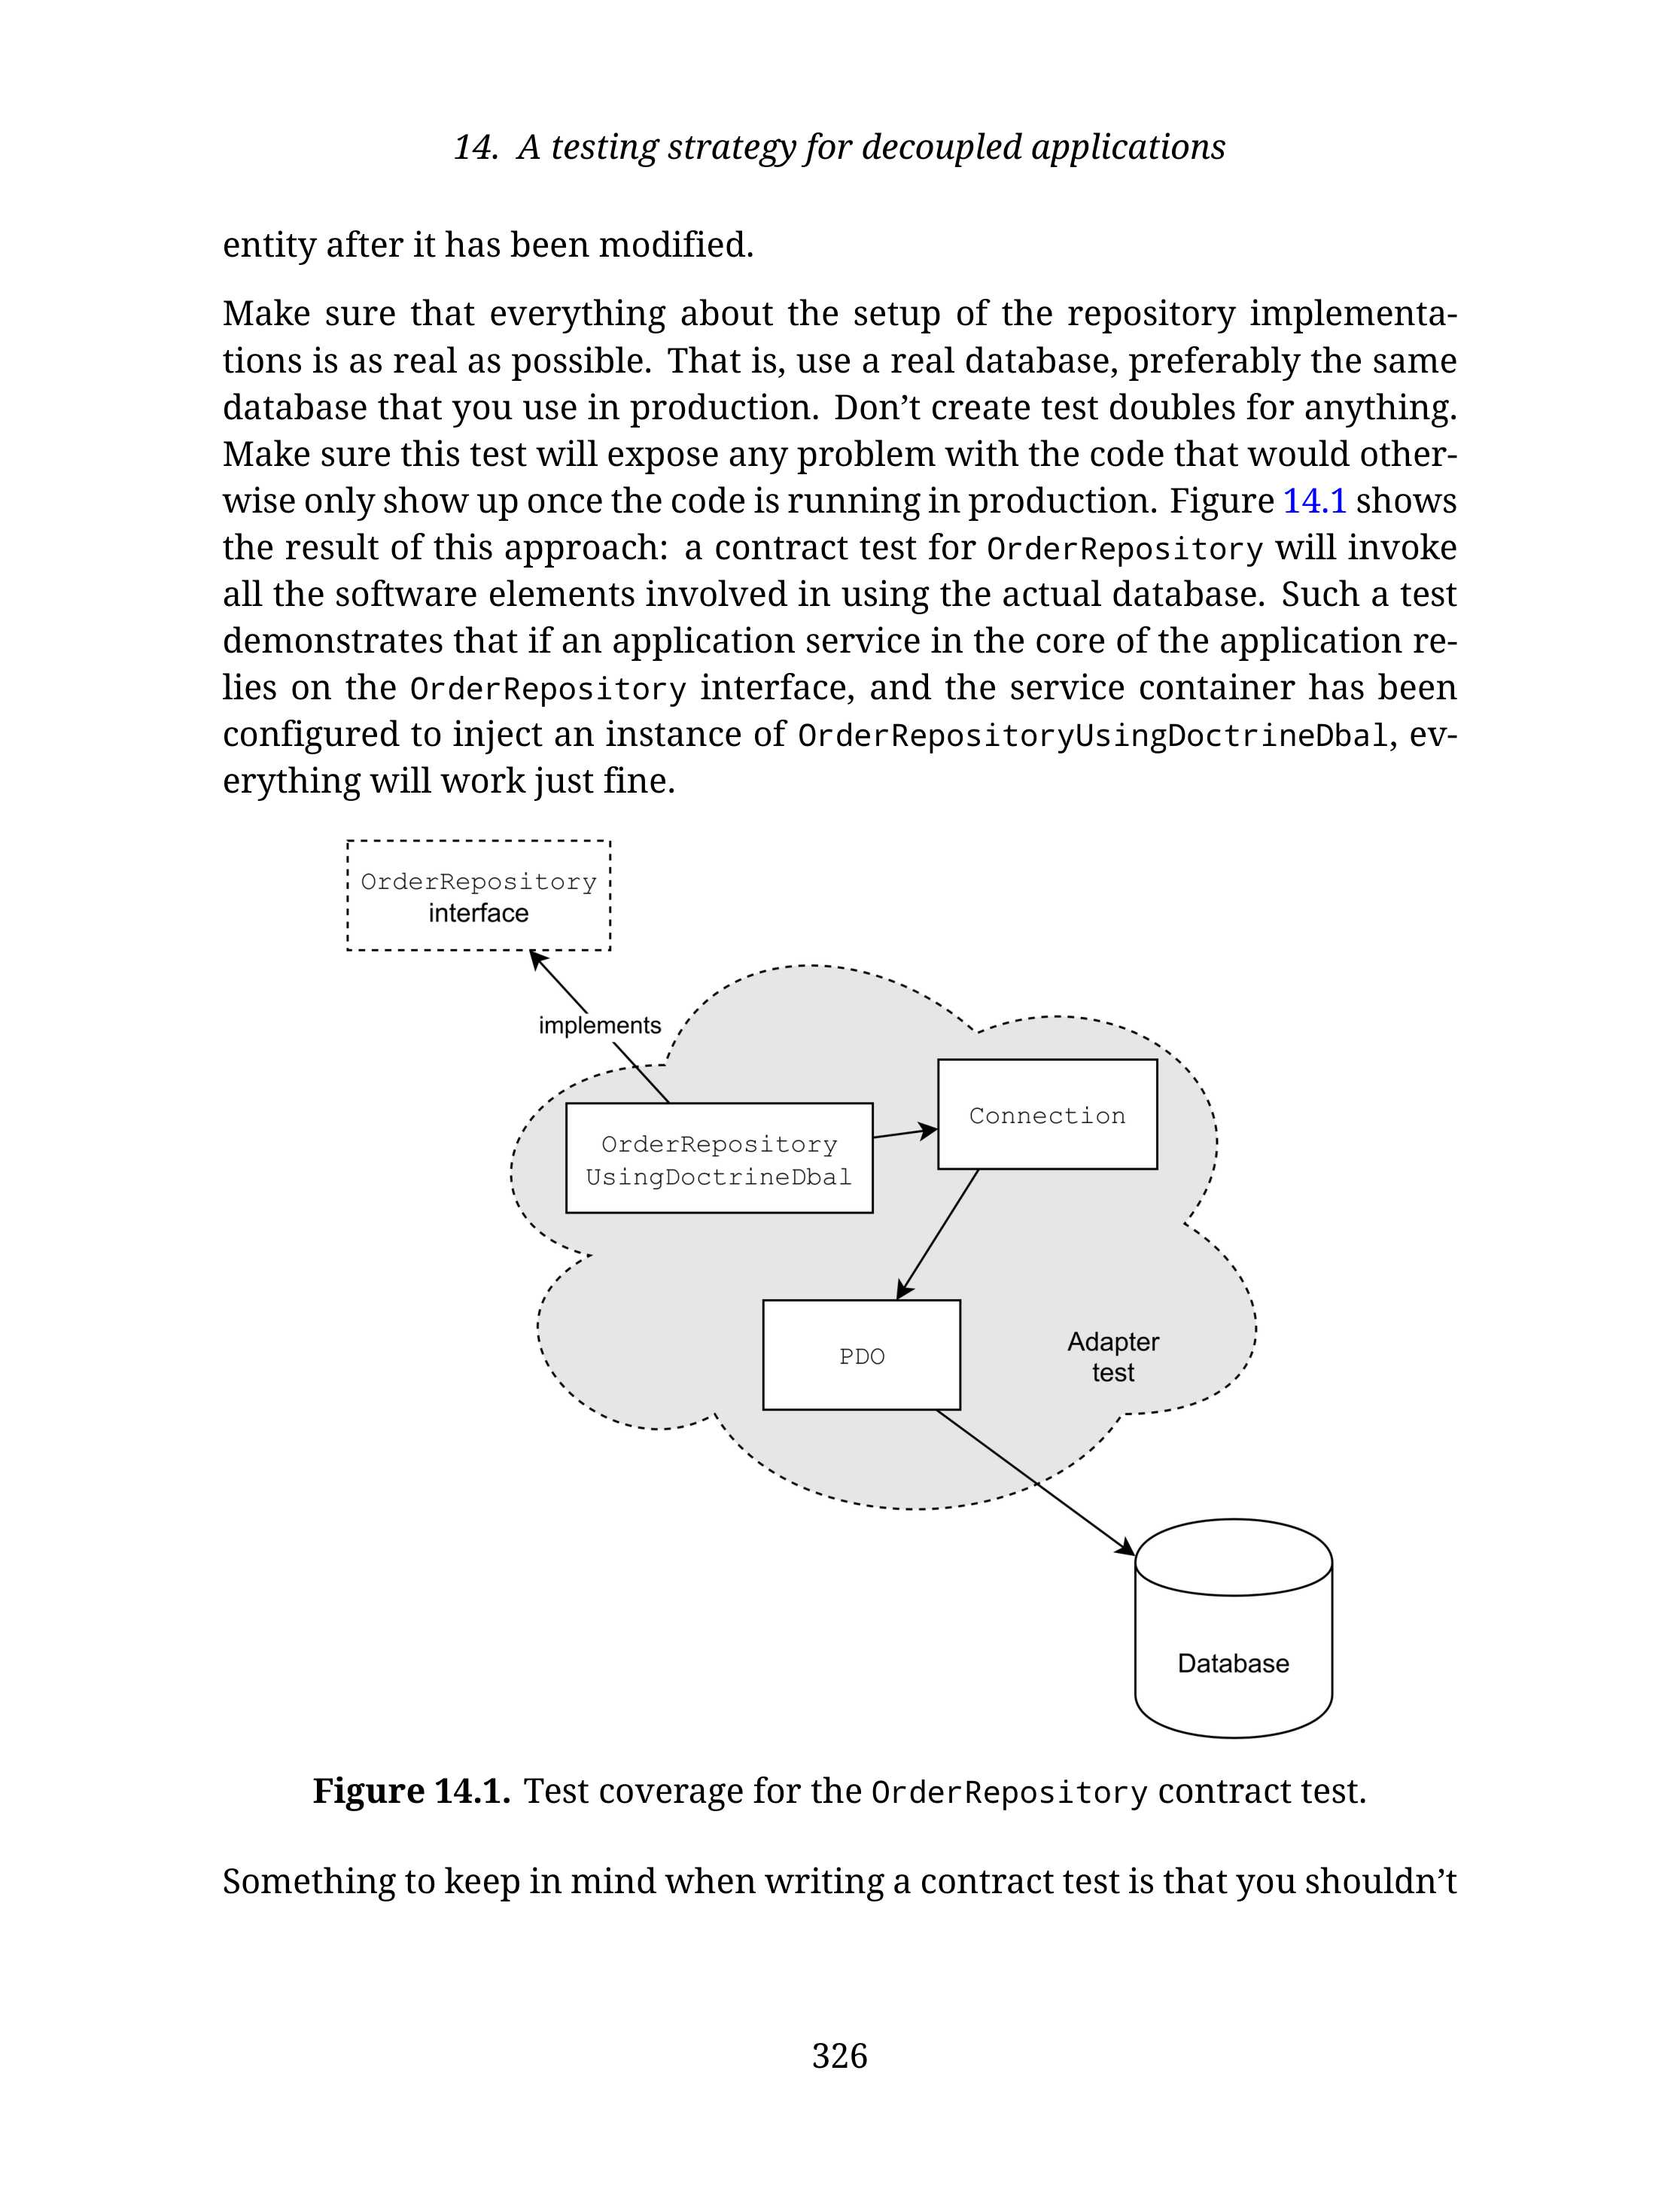 14. A testing strategy for decoupled applications
entity after it has been modified.
Make sure that everything about the setup of the repository implementa-
tions is as real as possible. That is, use a real database, preferably the same
database that you use in production. Don’t create test doubles for anything.
Make sure this test will expose any problem with the code that would other-
wise only show up once the code is running in production. Figure 14.1 shows
the result of this approach: a contract test for OrderRepository will invoke
all the software elements involved in using the actual database. Such a test
demonstrates that if an application service in the core of the application re-
lies on the OrderRepository interface, and the service container has been
configured to inject an instance of OrderRepositoryUsingDoctrineDbal, ev-
erything will work just fine.
OrderRepository
interface
implements
OrderRepository
UsingDoctrineDbal
Connection
PDO
Adapter
test
Database
Figure 14.1. Test coverage for the OrderRepository contract test.
Something to keep in mind when writing a contract test is that you shouldn’t
326